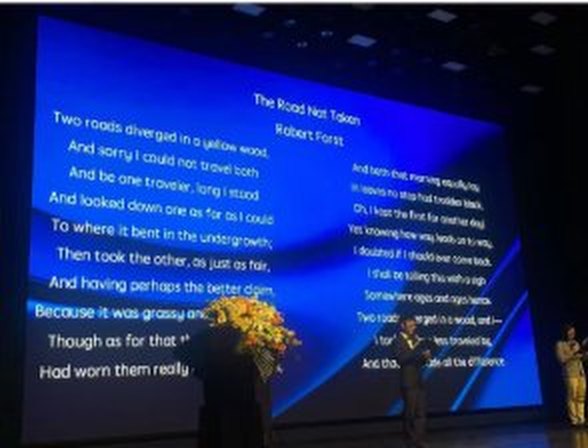 The Road Not Taken
Robert Forst
Two roads diverged in a yellow wood,
And sorry I could not travel both
And be one traveler, long I stood
And looked down one as far as I could
To where it bent in the undergrowth;
Then took the other, as just as fair,
And having perhaps the better claim,
Because it was grassy
Though as for that
Had worn them really
And both that morning equally lay
In leaves no step had trodden black.
Oh, I kept the first for another day!
knowing how way leads on to way,
I doubted if I should ever come back.
I shall be telling this with a sigh
Somewhere ages and ages hence:
Two roads in a wood, and I—
I traveled by,
And all the difference